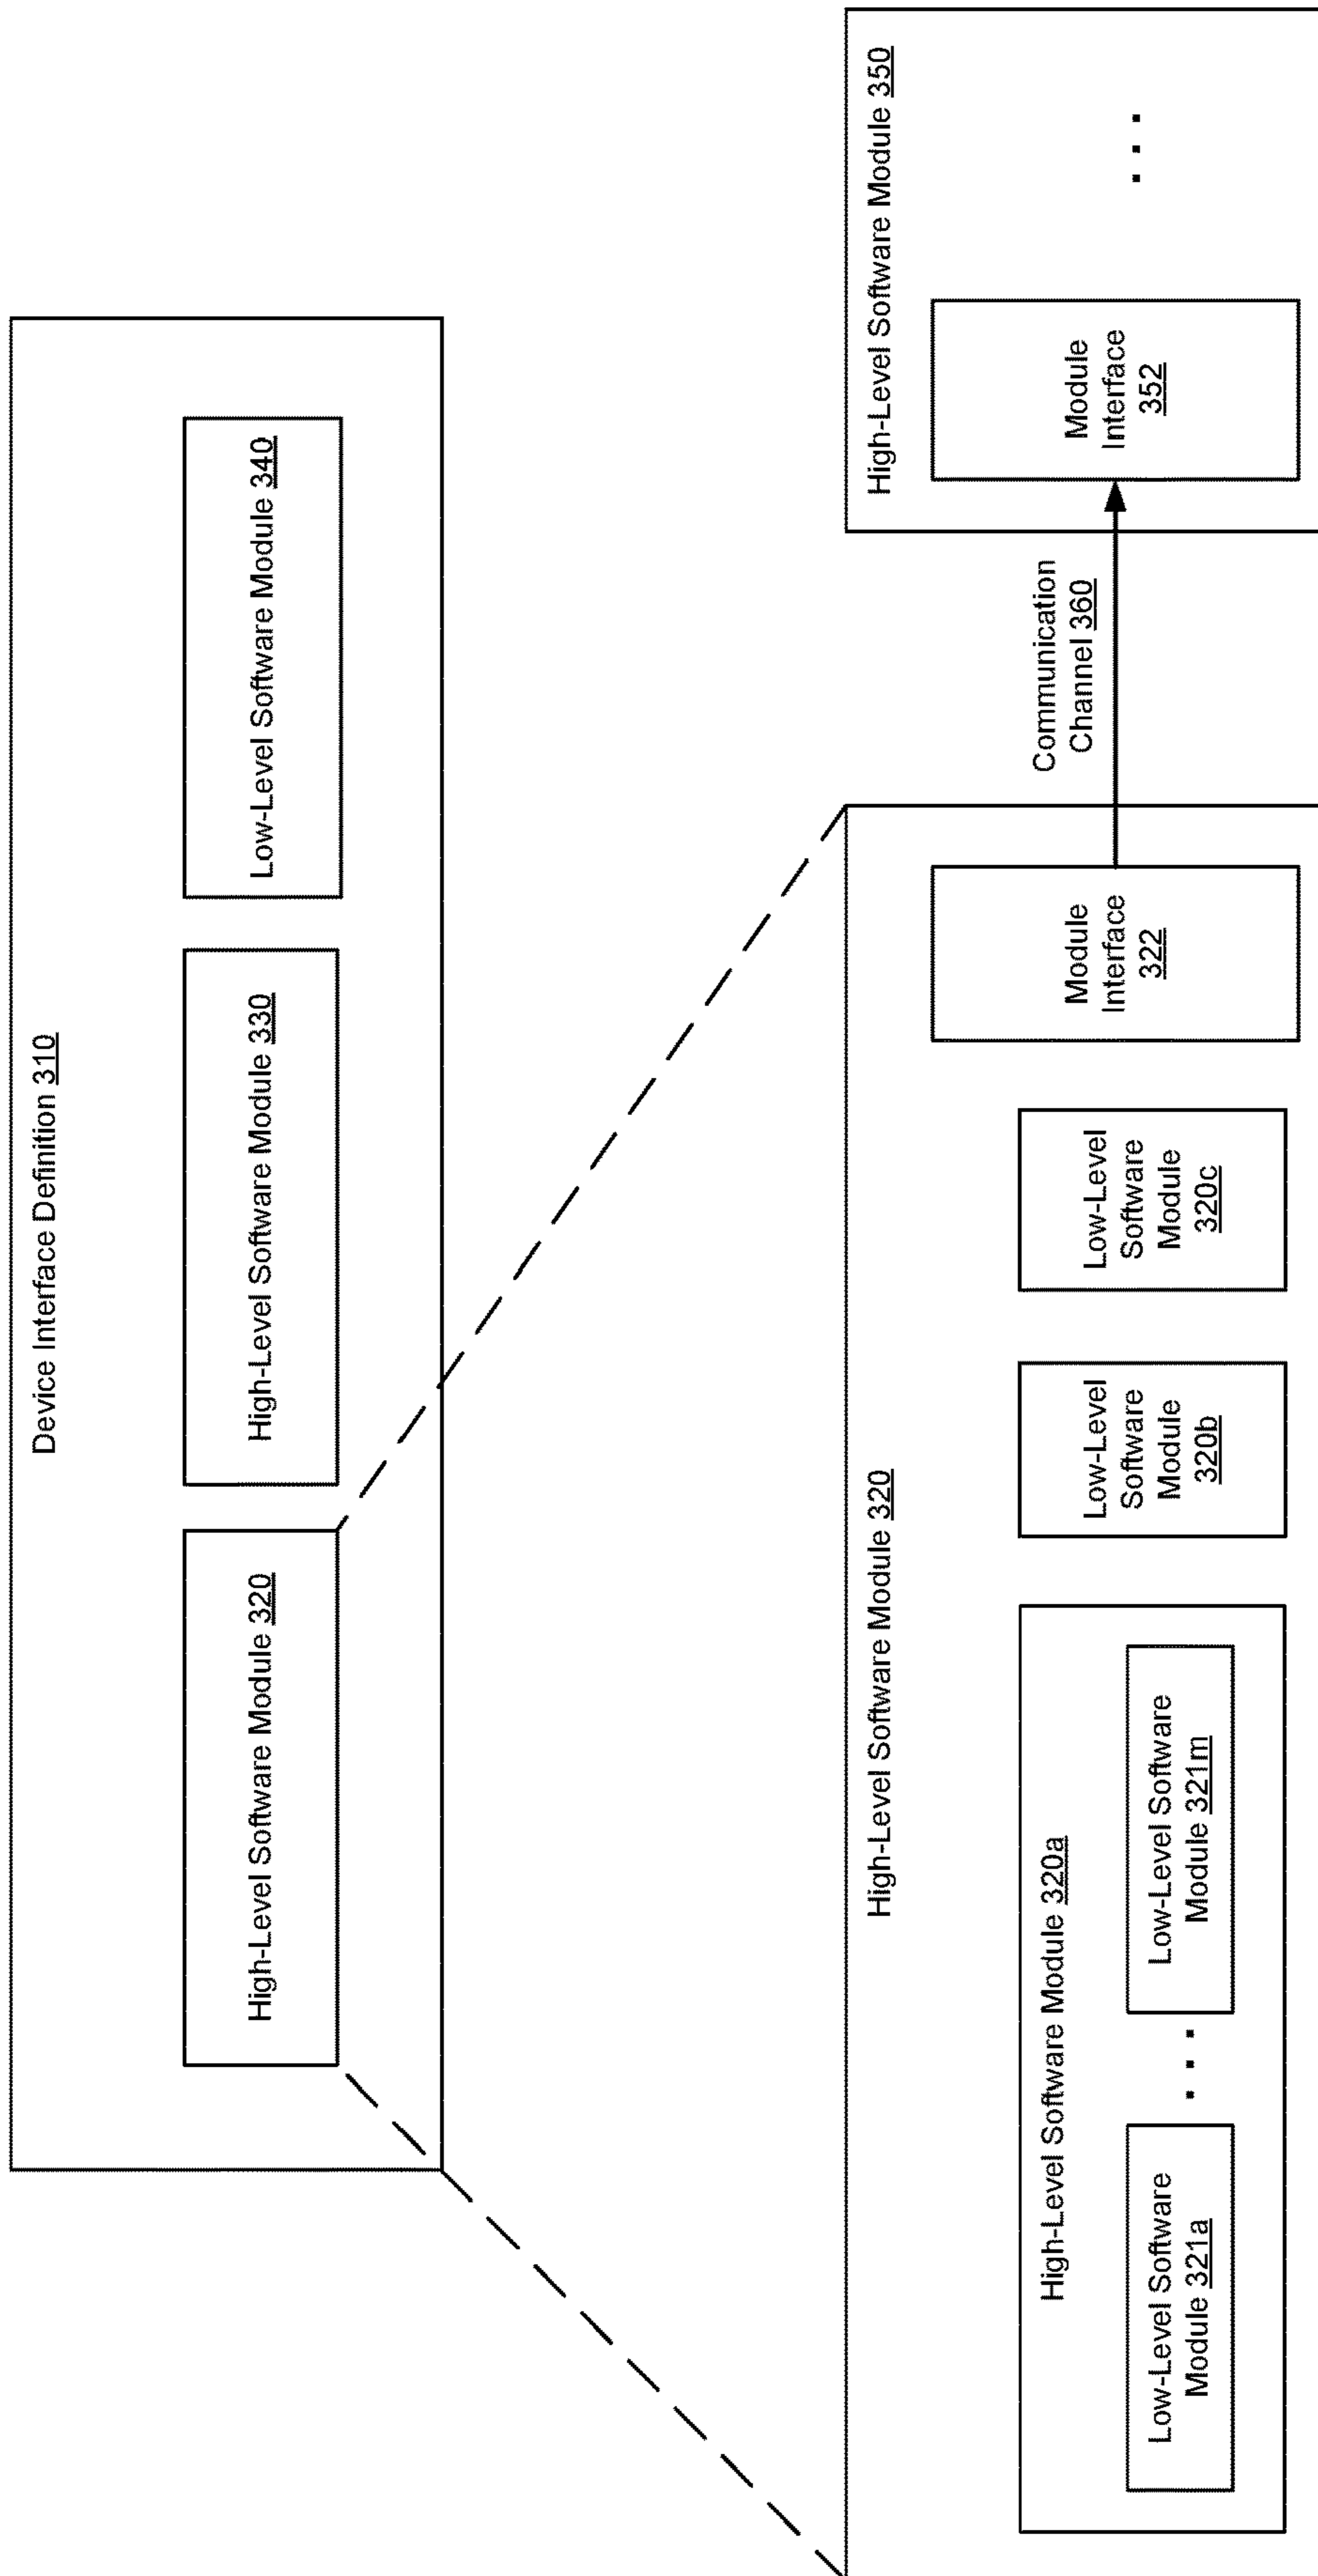 Device Interface Definition 310
High-Level Software Module 320
High-Level Software Module 330
Low-Level Software Module 340
High-Level Software Module 320
High-Level Software Module 320a
Low-Level Software
Module 321a
. . .
Low-Level Software
Module 321m
Low-Level
Software
Module
320b
Low-Level
Software
Module
320c
Module
Interface
322
Communication
Channel 360
High-Level Software Module 350
Module
Interface
352
. . .